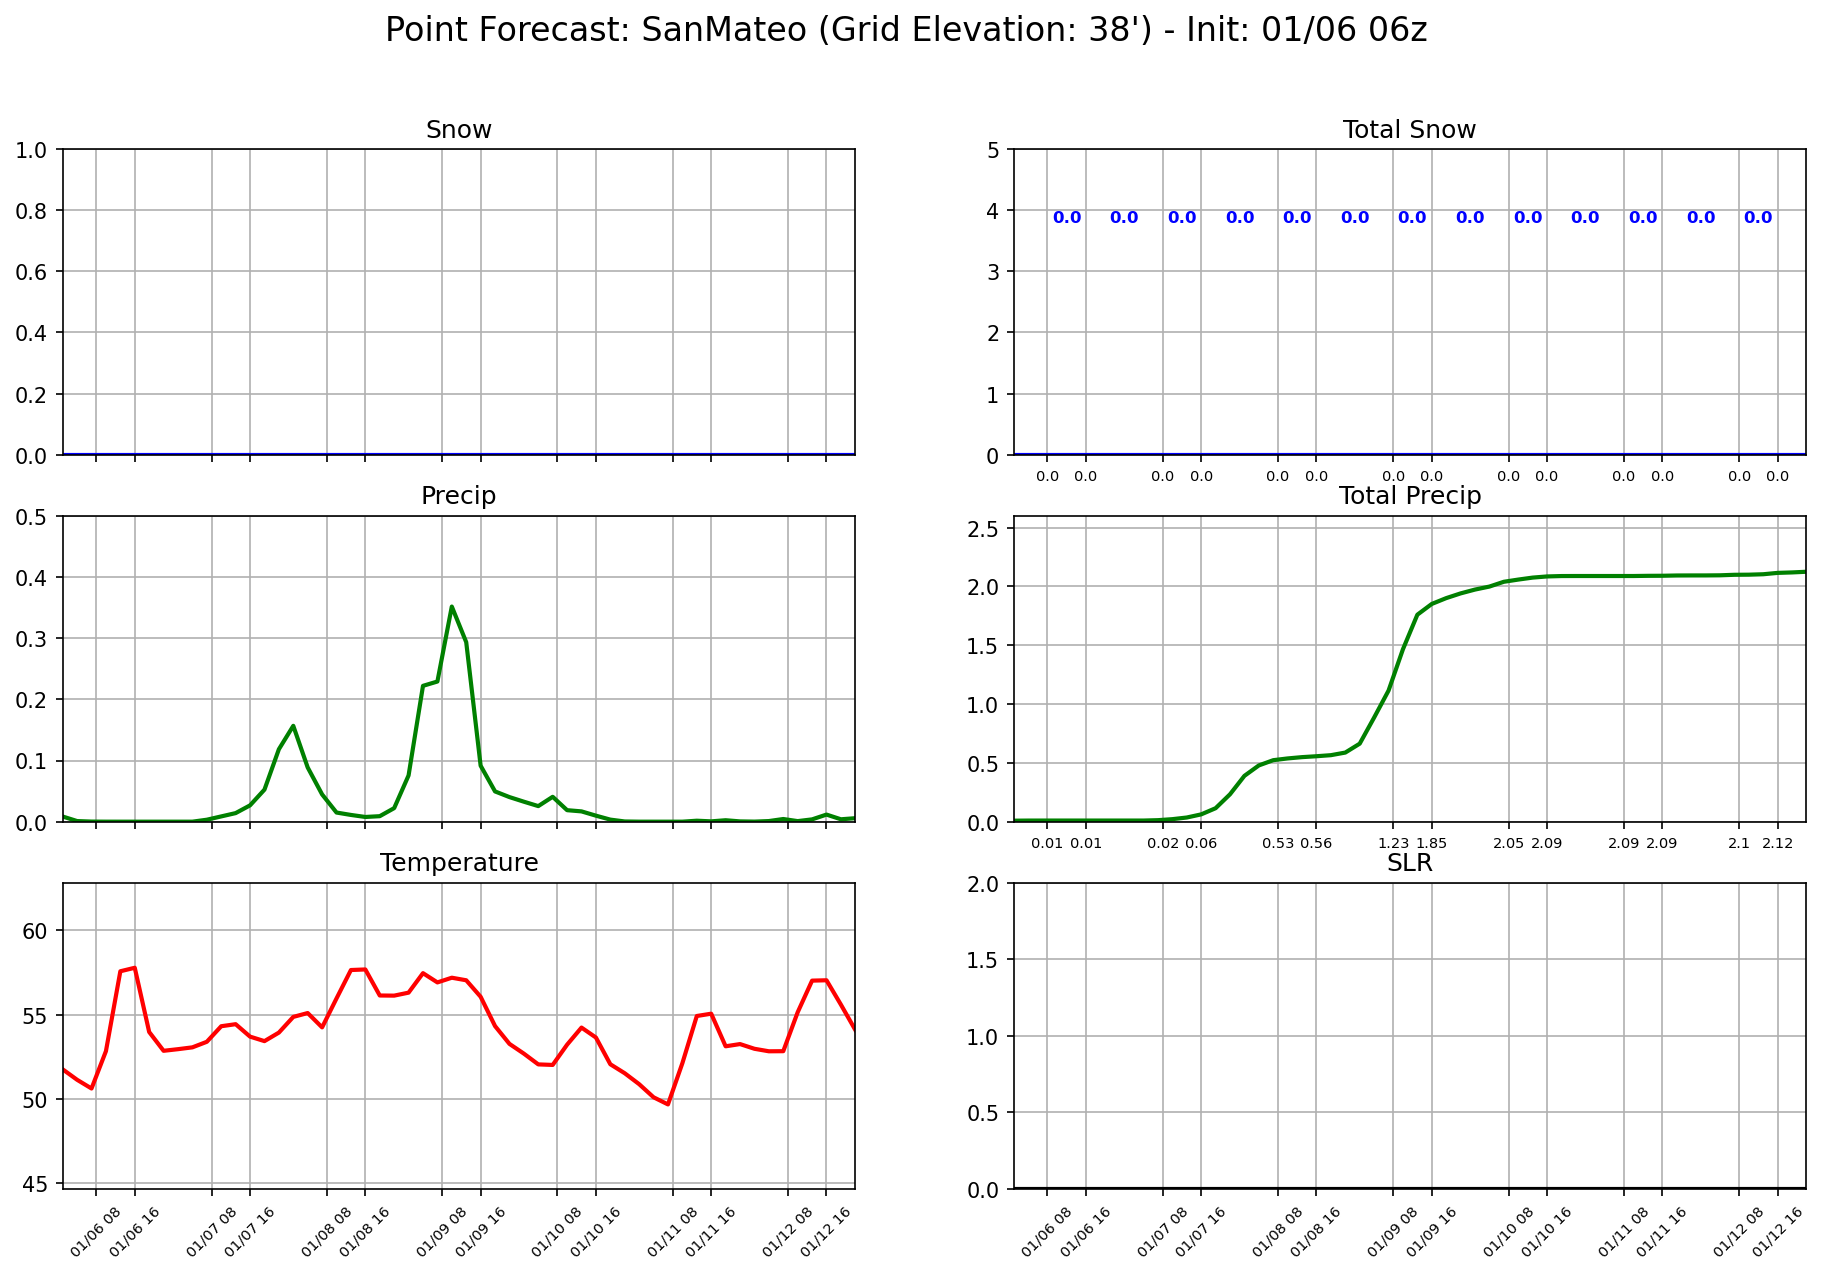 Point Forecast: SanMateo (Grid Elevation: 38') - Init: 01/06 06z
Snow
1.0
0.8
0.6
0.4
0.2
0.0
Total Snow
5
4
3
2
1
0
0.0 0.0 0.0 0.0 0.0 0.0 0.0 0.0 0.0 0.0 0.0 0.0 0.0
0.0 0.0 0.0 0.0 0.0 0.0 0.0 0.0 0.0 0.0 0.0 0.0 0.0 0.0
Precip
0.5
0.4
0.3
0.2
0.1
0.0
Total Precip
2.5
2.0
1.5
1.0
0.5
0.0
0.01 0.01 0.02 0.06 0.53 0.56 1.23 1.85 2.05 2.09 2.09 2.09 2.1 2.12
Temperature
60
55
50
45
01/06 08 01/06 16 01/07 08 01/07 16 01/08 08 01/08 16 01/09 08 01/09 16 01/10 08 01/10 16 01/11 08 01/11 16 01/12 08 01/12 16
SLR
2.0
1.5
1.0
0.5
0.0
01/06 08 01/06 16 01/07 08 01/07 16 01/08 08 01/08 16 01/09 08 01/09 16 01/10 08 01/10 16 01/11 08 01/11 16 01/12 08 01/12 16